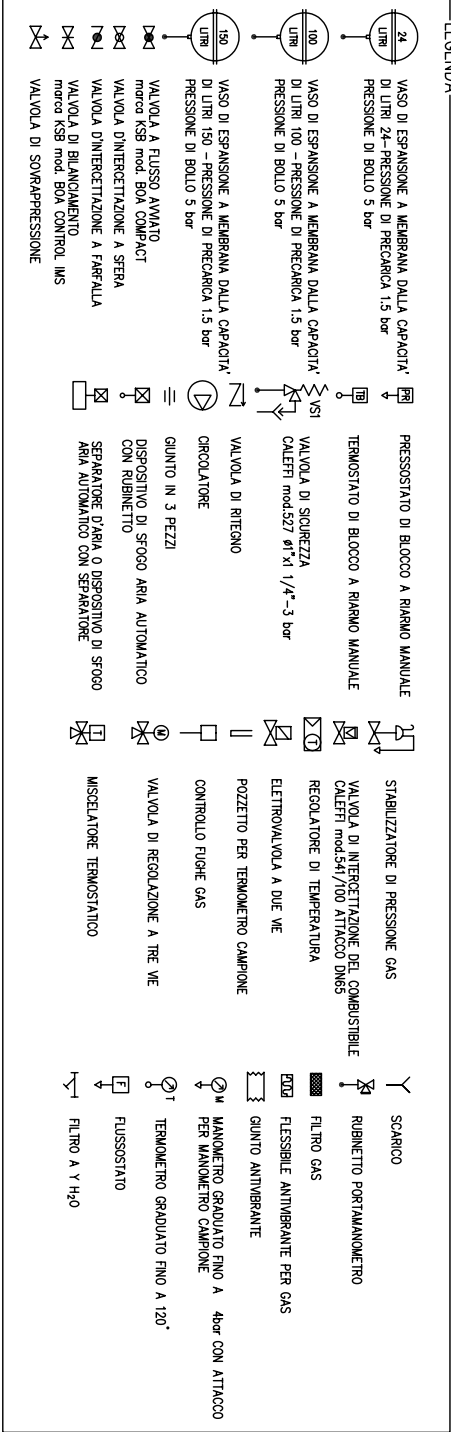 LEGENDA
24
LITRI
VASO DI ESPANSIONE A MEMBRANA DALLA CAPACITA'
DI LITRI 24-PRESSIONE DI PRECARICA 1.5 bar
PRESSIONE DI BOLLO 5 bar
100
LITRI
VASO DI ESPANSIONE A MEMBRANA DALLA CAPACITA'
DI LITRI 100 -PRESSIONE DI PRECARICA 1.5 bar
PRESSIONE DI BOLLO 5 bar
150
LITRI
VASO DI ESPANSIONE A MEMBRANA DALLA CAPACITA'
DI LITRI 150 -PRESSIONE DI PRECARICA 1.5 bar
PRESSIONE DI BOLLO 5 bar
VALVOLA A FLUSSO AVVIATO
marca KSB mod. BOA COMPACT
VALVOLA D'INTERCETTAZIONE A SFERA
VALVOLA D'INTERCETTAZIONE A FARFALLA
VALVOLA DI BILANCIAMENTO
marca KSB mod. BOA CONTROL IMS
VALVOLA DI SOVRAPPRESSIONE
PR
PRESSOSTATO DI BLOCCO A RIARMO MANUALE
TB
TERMOSTATO DI BLOCCO A RIARMO MANUALE
VS1
VALVOLA DI SICUREZZA
CALEFFI mod.527 ø1"x1 1/4"-3 bar
VALVOLA DI RITEGNO
CIRCOLATORE
GIUNTO IN 3 PEZZI
DISPOSITIVO DI SFOGO ARIA AUTOMATICO
CON RUBINETTO
SEPARATORE D'ARIA O DISPOSITIVO DI SFOGO
ARIA AUTOMATICO CON SEPARATORE
STABILIZZATORE DI PRESSIONE GAS
VALVOLA DI INTERCETTAZIONE DEL COMBUSTIBILE
CALEFFI mod.541/100 ATTACCO DN65
T
REGOLATORE DI TEMPERATURA
ELETTROVALVOLA A DUE VIE
POZZETTO PER TERMOMETRO CAMPIONE
CONTROLLO FUGHE GAS
M
VALVOLA DI REGOLAZIONE A TRE VIE
T
MISCELATORE TERMOSTATICO
SCARICO
RUBINETTO PORTAMANOMETRO
FILTRO GAS
FLESSIBILE ANTIVIBRANTE PER GAS
GIUNTO ANTIVIBRANTE
M
MANOMETRO GRADUATO FINO A 4bar CON ATTACCO
PER MANOMETRO CAMPIONE
T
TERMOMETRO GRADUATO FINO A 120°
F
FLUSSOSTATO
FILTRO A Y H2O